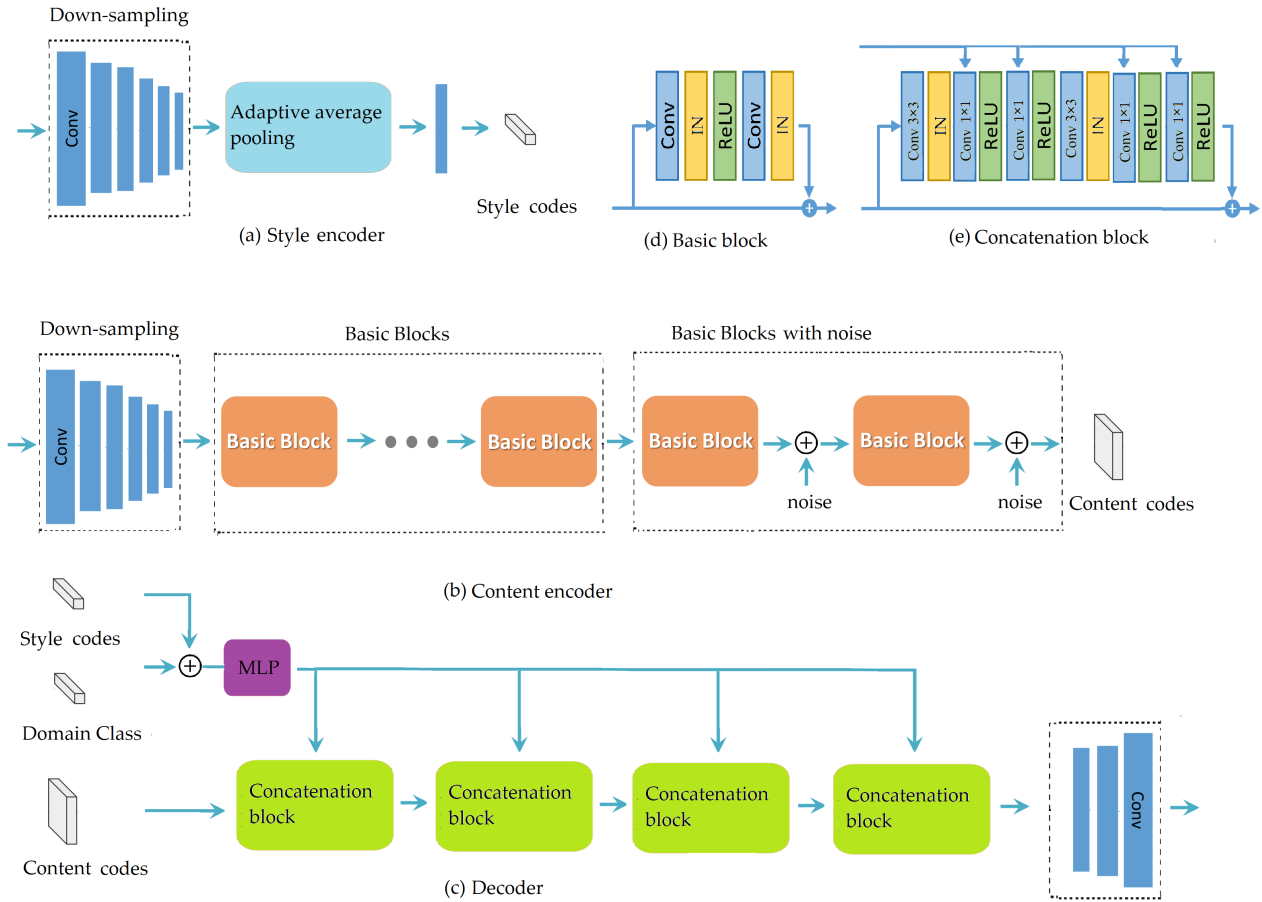 Down-sampling
Conv
Adaptive average
pooling
Style codes
(a) Style encoder
Conv
IN
ReLU
Conv
IN
(d) Basic block
Conv 3×3
IN
Conv 1×1
ReLU
Conv 1×1
ReLU
Conv 3×3
IN
Conv 1×1
ReLU
Conv 1×1
ReLU
(e) Concatenation block
Down-sampling
Conv
Basic Blocks
Basic Block
Basic Block
Basic Blocks with noise
Basic Block
noise
Basic Block
noise
Content codes
(b) Content encoder
Style codes
Domain Class
Content codes
MLP
Concatenation
block
Concatenation
block
Concatenation
block
Concatenation
block
Conv
(c) Decoder